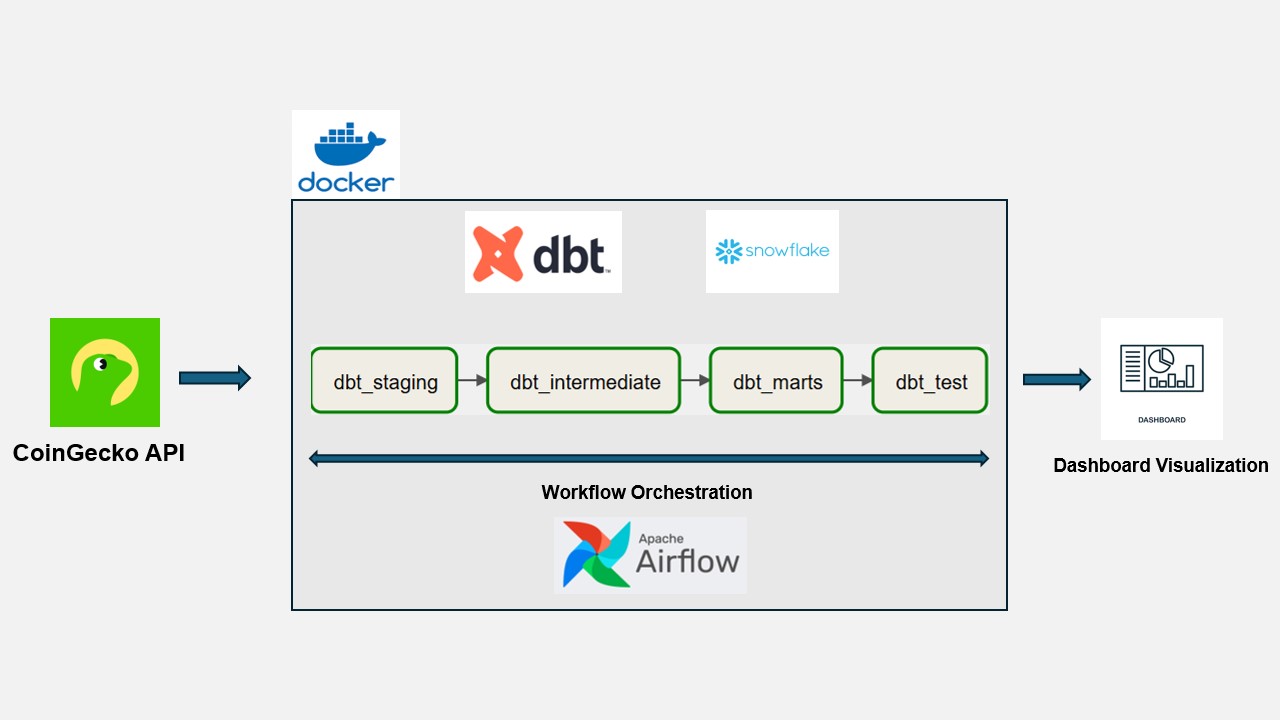 docker
dbt
snowflake
dbt_staging
dbt_intermediate
dbt_marts
dbt_test
CoinGecko API
DASHBOARD
Dashboard Visualization
Workflow Orchestration
Apache
Airflow